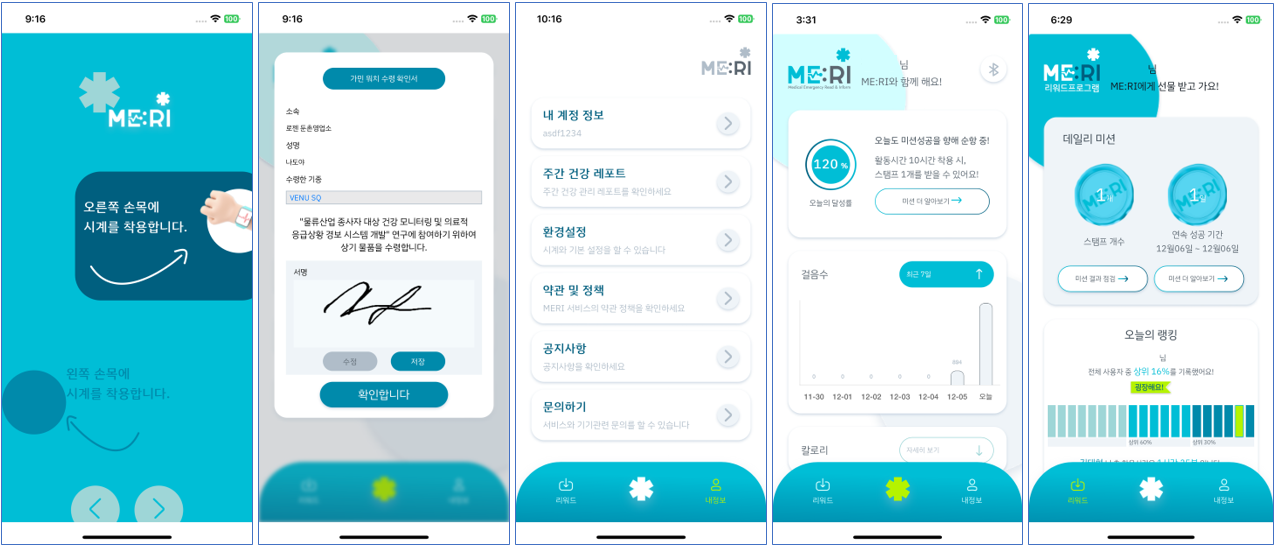 9:16
100
ME:RI
오른쪽 손목에
시계를 착용합니다.
왼쪽 손목에
시계를 착용합니다.
9:16
100
가민 워치 수령 확인서
소속
로젠 둔촌영업소
성명
나도야
수령한 기종
VENU SQ
"물류산업 종사자 대상 건강 모니터링 및 의료적
응급상황 경보 시스템 개발" 연구에 참여하기 위하여
상기 물품을 수령합니다.
서명
수정
저장
확인합니다
10:16
100
ME:RI
내 계정 정보
asdf1234
주간 건강 레포트
주간 건강 관리 레포트를 확인하세요
환경설정
시계와 기본 설정을 할 수 있습니다
약관 및 정책
MERI 서비스의 약관 정책을 확인하세요
공지사항
공지사항을 확인하세요
문의하기
서비스와 기기관련 문의를 할 수 있습니다
리워드
내정보
3:31
100
ME:RI
Medical Emergency Read & Inform
님
ME:RI와 함께 해요!
120 %
오늘의 달성률
오늘도 미션성공을 향해 순항 중!
활동시간 10시간 착용 시,
스탬프 1개를 받을 수 있어요!
미션 더 알아보기
걸음수
최근 7일
0 0 0 0 0 694
11-30 12-01 12-02 12-03 12-04 12-05 오늘
칼로리
자세히 보기
리워드
내정보
6:29
100
ME:RI
리워드프로그램
님
ME:RI에게 선물 받고 가요!
데일리 미션
1개
1일
스탬프 개수
연속 성공 기간
12월06일 ~ 12월06일
미션 결과 점검
미션 더 알아보기
오늘의 랭킹
님
전체 사용자 중 상위 16%를 기록했어요!
굉장해요!
상위 60%
상위 30%
리워드
내정보